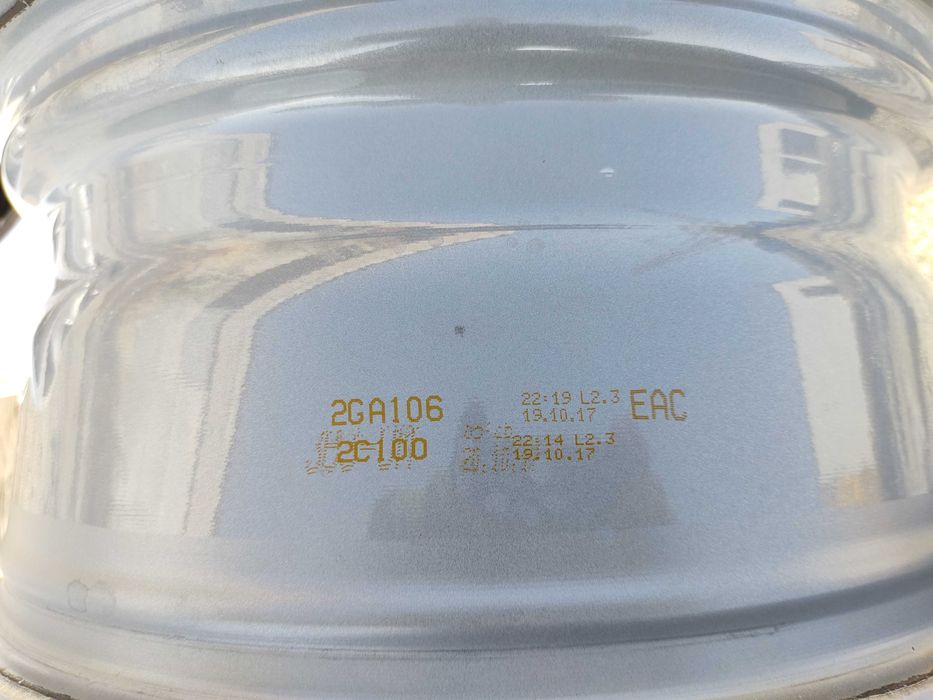 2GA106 22:19 L2.3 EAC
19.10.17
2C100 22:14 L2.3
19.10.17